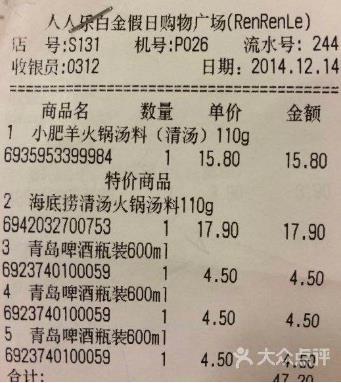 人人乐白金假日购物广场(RenRenLe)
店 号:S131 机号:P026 流水号: 244
收银员:0312 日期: 2014.12.14
商品名 数量 单价 金额
1 小肥羊火锅汤料（清汤）110g
6935953399984 1 15.80 15.80
特价商品
2 海底捞清汤火锅汤料110g
6942032700753 1 17.90 17.90
3 青岛啤酒瓶装600ml
6923740100059 1 4.50 4.50
4 青岛啤酒瓶装600ml
6923740100059 1 4.50 4.50
5 青岛啤酒瓶装600ml
6923740100059 1 4.50 4.50
合计: 47.20
大众点评